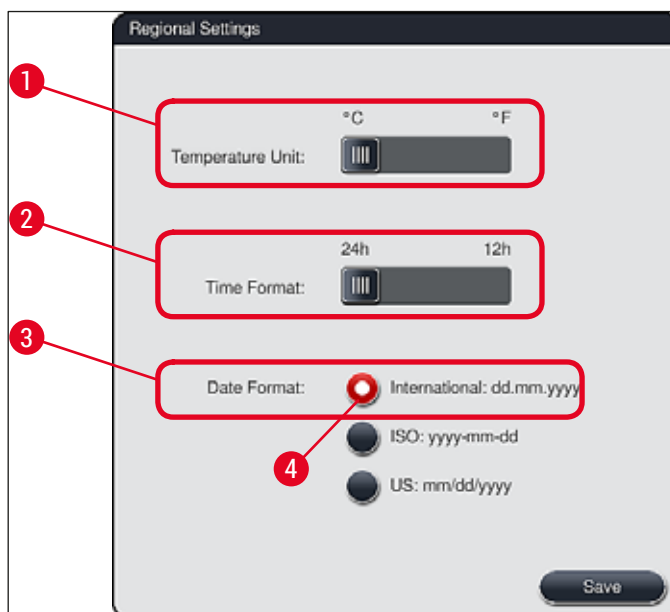 Regional Settings
1
°C °F
Temperature Unit:
2
24h 12h
Time Format:
3
Date Format: International: dd.mm.yyyy
4
ISO: yyyy-mm-dd
US: mm/dd/yyyy
Save